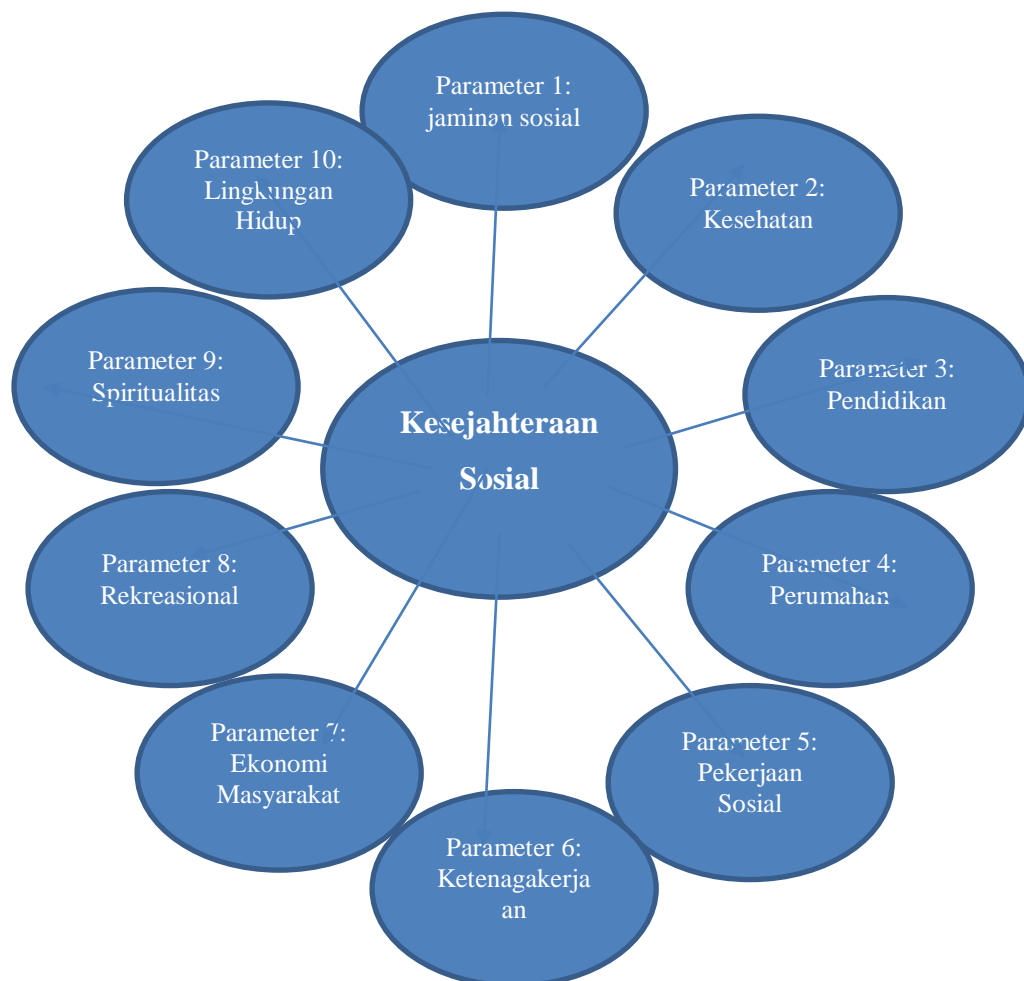 Parameter 1:
jaminan sosial
Parameter 2:
Kesehatan
Parameter 3:
Pendidikan
Parameter 4:
Perumahan
Parameter 5:
Pekerjaan
Sosial
Parameter 6:
Ketenagakerja
an
Parameter 7:
Ekonomi
Masyarakat
Parameter 8:
Rekreasional
Parameter 9:
Spiritualitas
Parameter 10:
Lingkungan
Hidup
Kesejahteraan
Sosial